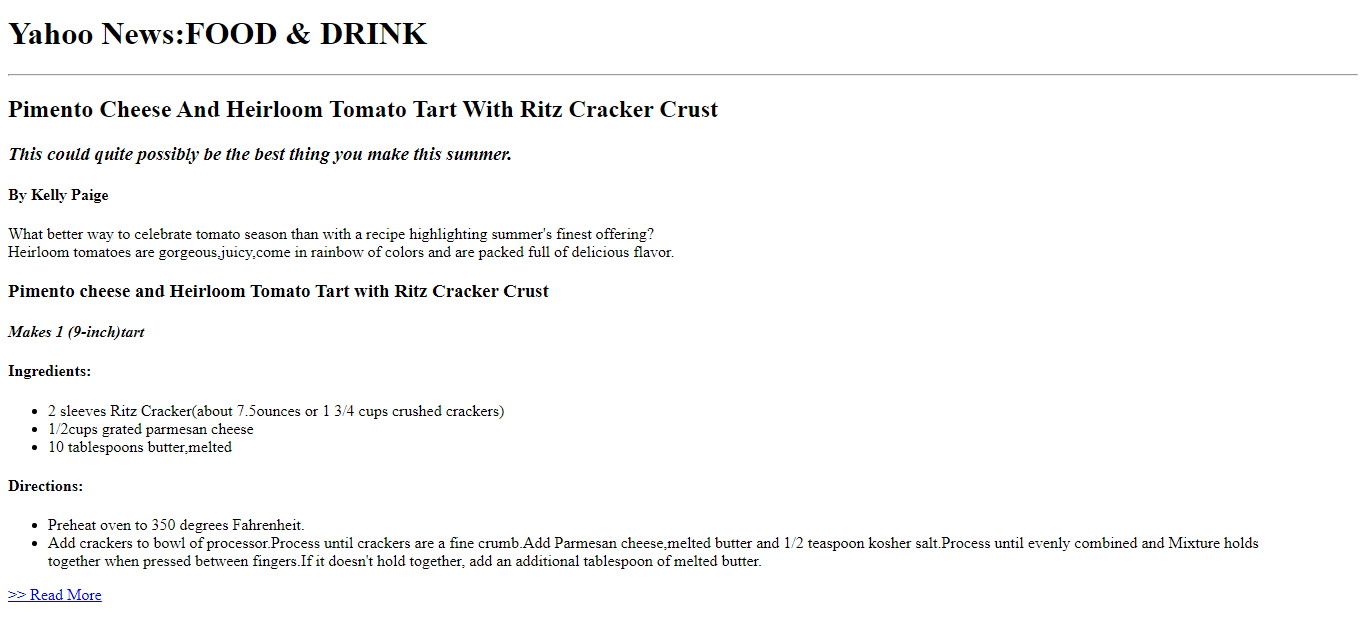 Yahoo News:FOOD & DRINK
Pimento Cheese And Heirloom Tomato Tart With Ritz Cracker Crust
This could quite possibly be the best thing you make this summer.
By Kelly Paige
What better way to celebrate tomato season than with a recipe highlighting summer's finest offering?
Heirloom tomatoes are gorgeous,juicy,come in rainbow of colors and are packed full of delicious flavor.
Pimento cheese and Heirloom Tomato Tart with Ritz Cracker Crust
Makes 1 (9-inch)tart
Ingredients:
• 2 sleeves Ritz Cracker(about 7.5ounces or 1 3/4 cups crushed crackers)
• 1/2cups grated parmesan cheese
• 10 tablespoons butter,melted
Directions:
• Preheat oven to 350 degrees Fahrenheit.
• Add crackers to bowl of processor.Process until crackers are a fine crumb.Add Parmesan cheese,melted butter and 1/2 teaspoon kosher salt.Process until evenly combined and Mixture holds
together when pressed between fingers.If it doesn't hold together, add an additional tablespoon of melted butter.
>> Read More